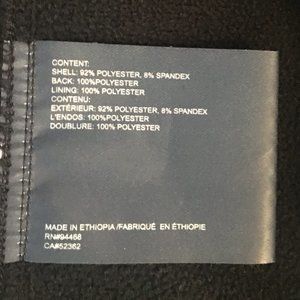 CONTENT:
SHELL: 92% POLYESTER, 8% SPANDEX
BACK: 100%POLYESTER
LINING: 100% POLYESTER
CONTENU:
EXTÉRIEUR: 92% POLYESTER, 8% SPANDEX
L'ENDOS: 100% POLYESTER
DOUBLURE: 100% POLYESTER
MADE IN ETHIOPIA/FABRIQUÉ EN ÉTHIOPIE
RN#94468
CA#52362